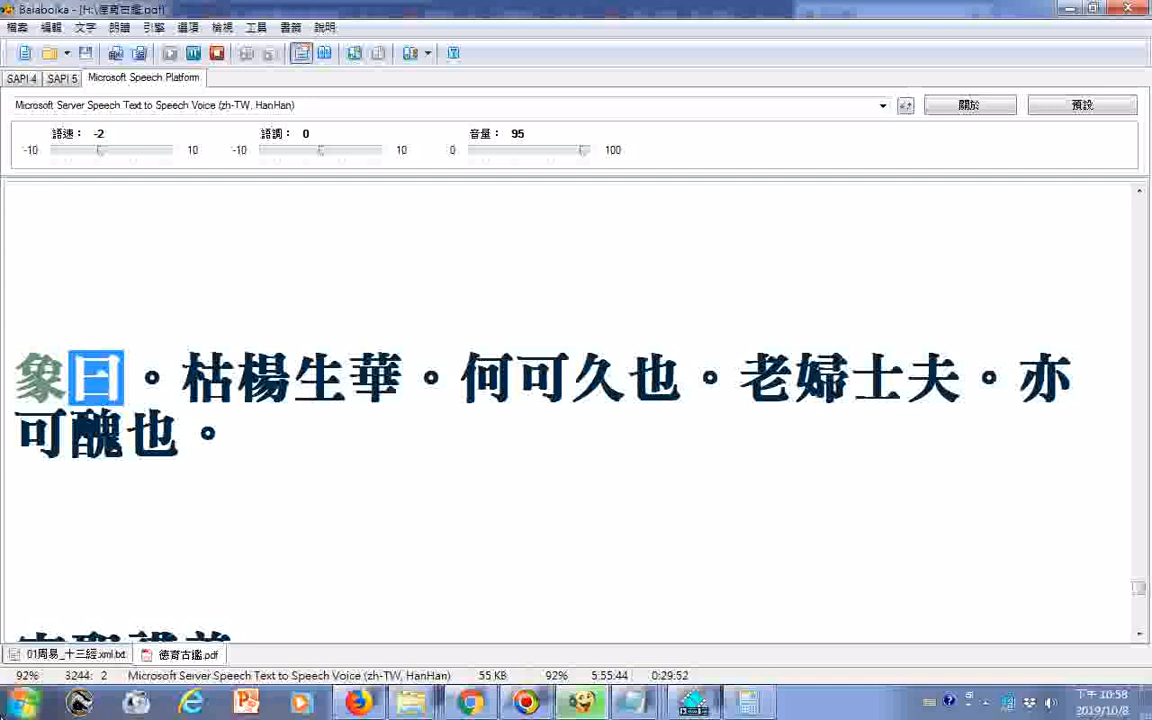 Balabolka - [H:\德育古鑑.pdf]
檔案 編輯 文字 朗讀 引擎 選項 檢視 工具 書籤 說明
SAPI 4 SAPI 5 Microsoft Speech Platform
Microsoft Server Speech Text to Speech Voice (zh-TW, HanHan) 關於 預設
語速： -2 語調： 0 音量： 95
-10 10 -10 10 0 100
象曰。枯楊生華。何可久也。老婦士夫。亦
可醜也。
01周易_十三經.xml.txt 德育古鑑.pdf
92% 3244: 2 Microsoft Server Speech Text to Speech Voice (zh-TW, HanHan) 55 KB 92% 5:55:44 0:29:52
下午 10:58
2019/10/8